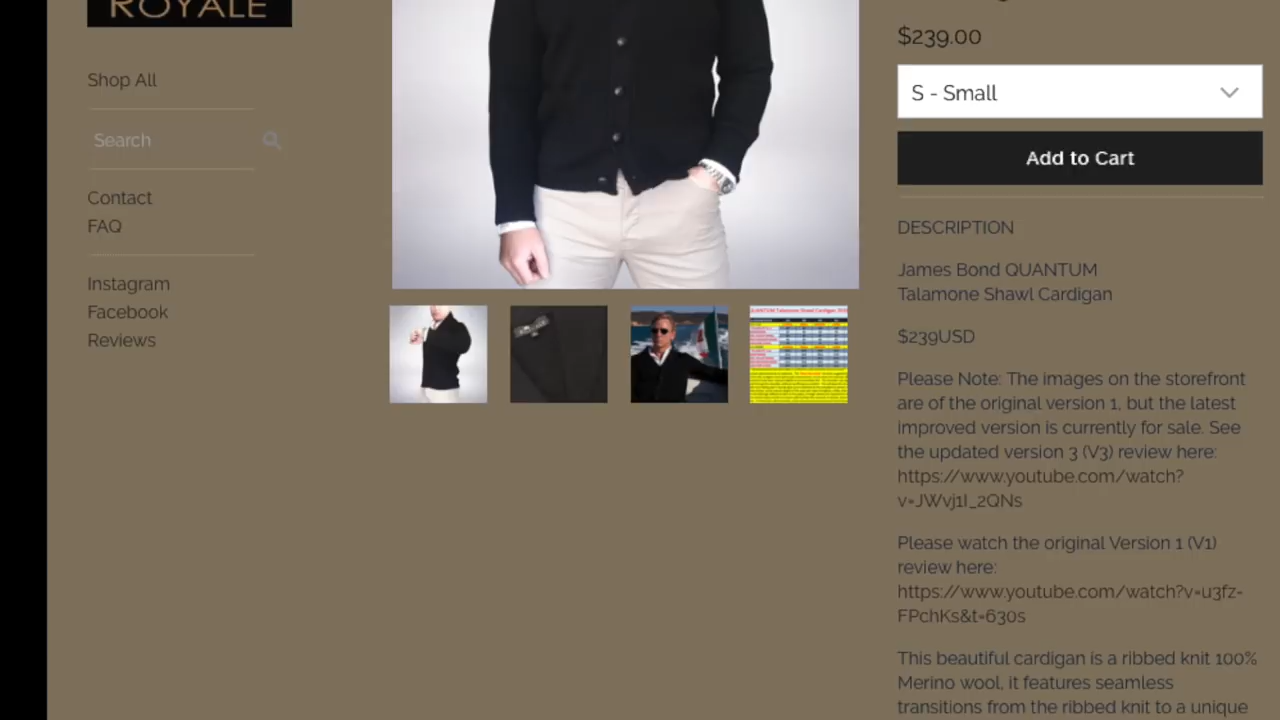 ROYALE
Shop All
Search
Contact
FAQ
Instagram
Facebook
Reviews
$239.00
S - Small
Add to Cart
DESCRIPTION
James Bond QUANTUM
Talamone Shawl Cardigan
$239USD
Please Note: The images on the storefront
are of the original version 1, but the latest
improved version is currently for sale. See
the updated version 3 (V3) review here:
https://www.youtube.com/watch?
v=JWvj1I_2QNs
Please watch the original Version 1 (V1)
review here:
https://www.youtube.com/watch?v=u3fz-
FPchKs&t=630s
This beautiful cardigan is a ribbed knit 100%
Merino wool, it features seamless
transitions from the ribbed knit to a unique
QUANTUM Talamone Shawl Cardigan